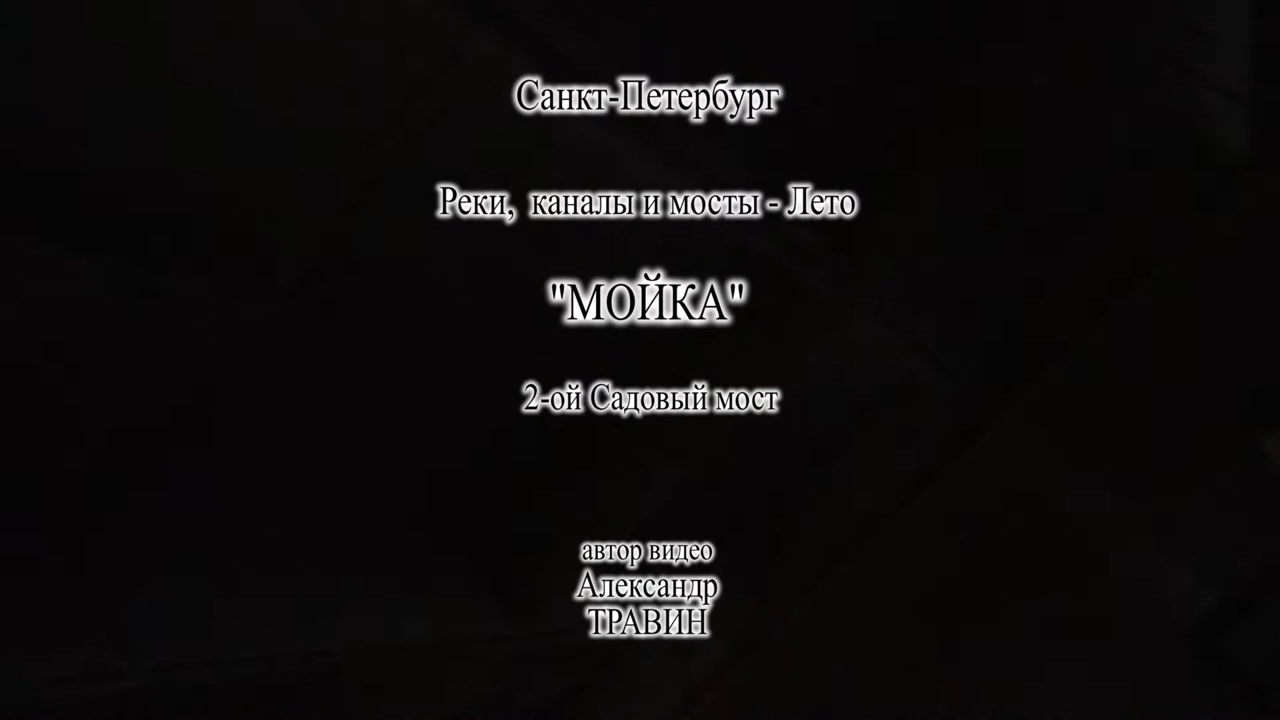 Санкт-Петербург
Реки, каналы и мосты - Лето
"МОЙКА"
2-ой Садовый мост
автор видео
Александр
ТРАВИН